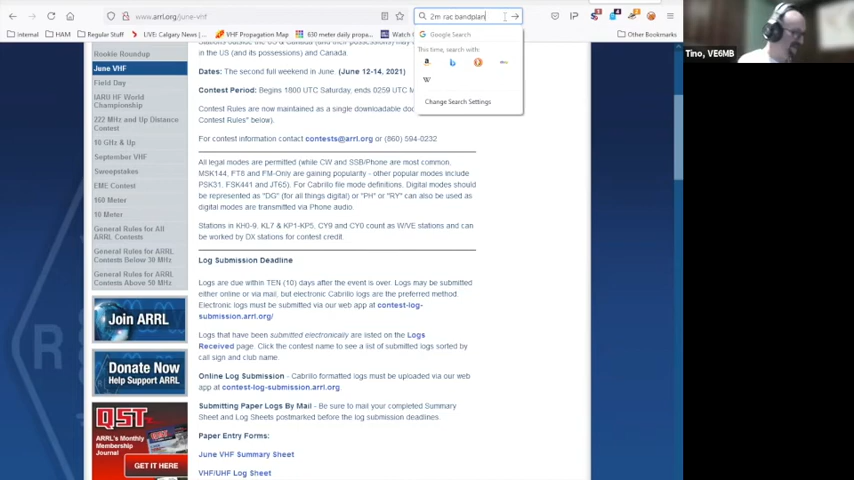 www.arrl.org/june-vhf
2m rac bandplan
LIVE: Calgary News
VHF Propagation Map
630 meter daily propa...
Watch
Other Bookmarks
Google Search
This time, search with:
Change Search Settings
Tino, VE6MB
Rookie Roundup
June VHF
Field Day
IARU HF World
Championship
222 MHz and Up Distance
Contest
10 GHz & Up
September VHF
Sweepstakes
EME Contest
160 Meter
10 Meter
General Rules for All
ARRL Contests
General Rules for ARRL
Contests Below 30 MHz
General Rules for ARRL
Contests Above 50 MHz
Join ARRL
Donate Now
Help Support ARRL
QST
ARRL's Monthly
Membership
Journal
GET IT HERE
in the US (and its possessions) and Canada.
Dates: The second full weekend in June. (June 12-14, 2021)
Contest Period: Begins 1800 UTC Saturday, ends 0259 UTC M
Contest Rules are now maintained as a single downloadable do
Contest Rules" below).
For contest information contact contests@arrl.org or (860) 594-0232
All legal modes are permitted (while CW and SSB/Phone are most common,
MSK144, FT8 and FM-Only are gaining popularity - other popular modes include
PSK31, FSK441 and JT65). For Cabrillo file mode definitions, Digital modes should
be represented as "DG" (for all things digital) or "PH" or "RY" can also be used as
digital modes are transmitted via Phone audio.
Stations in KH0-9, KL7 & KP1-KP5, CY9 and CY0 count as W/VE stations and can
be worked by DX stations for contest credit.
Log Submission Deadline
Logs are due within TEN (10) days after the event is over. Logs may be submitted
either online or via mail, but electronic Cabrillo logs are the preferred method.
Electronic logs must be submitted via our web app at contest-log-
submission.arrl.org/
Logs that have been submitted electronically are listed on the Logs
Received page. Click the contest name to see a list of submitted logs sorted by
call sign and club name.
Online Log Submission - Cabrillo formatted logs must be uploaded via our web
app at contest-log-submission.arrl.org
Submitting Paper Logs By Mail - Be sure to mail your completed Summary
Sheet and Log Sheets postmarked before the log submission deadlines.
Paper Entry Forms:
June VHF Summary Sheet
VHF/UHF Log Sheet